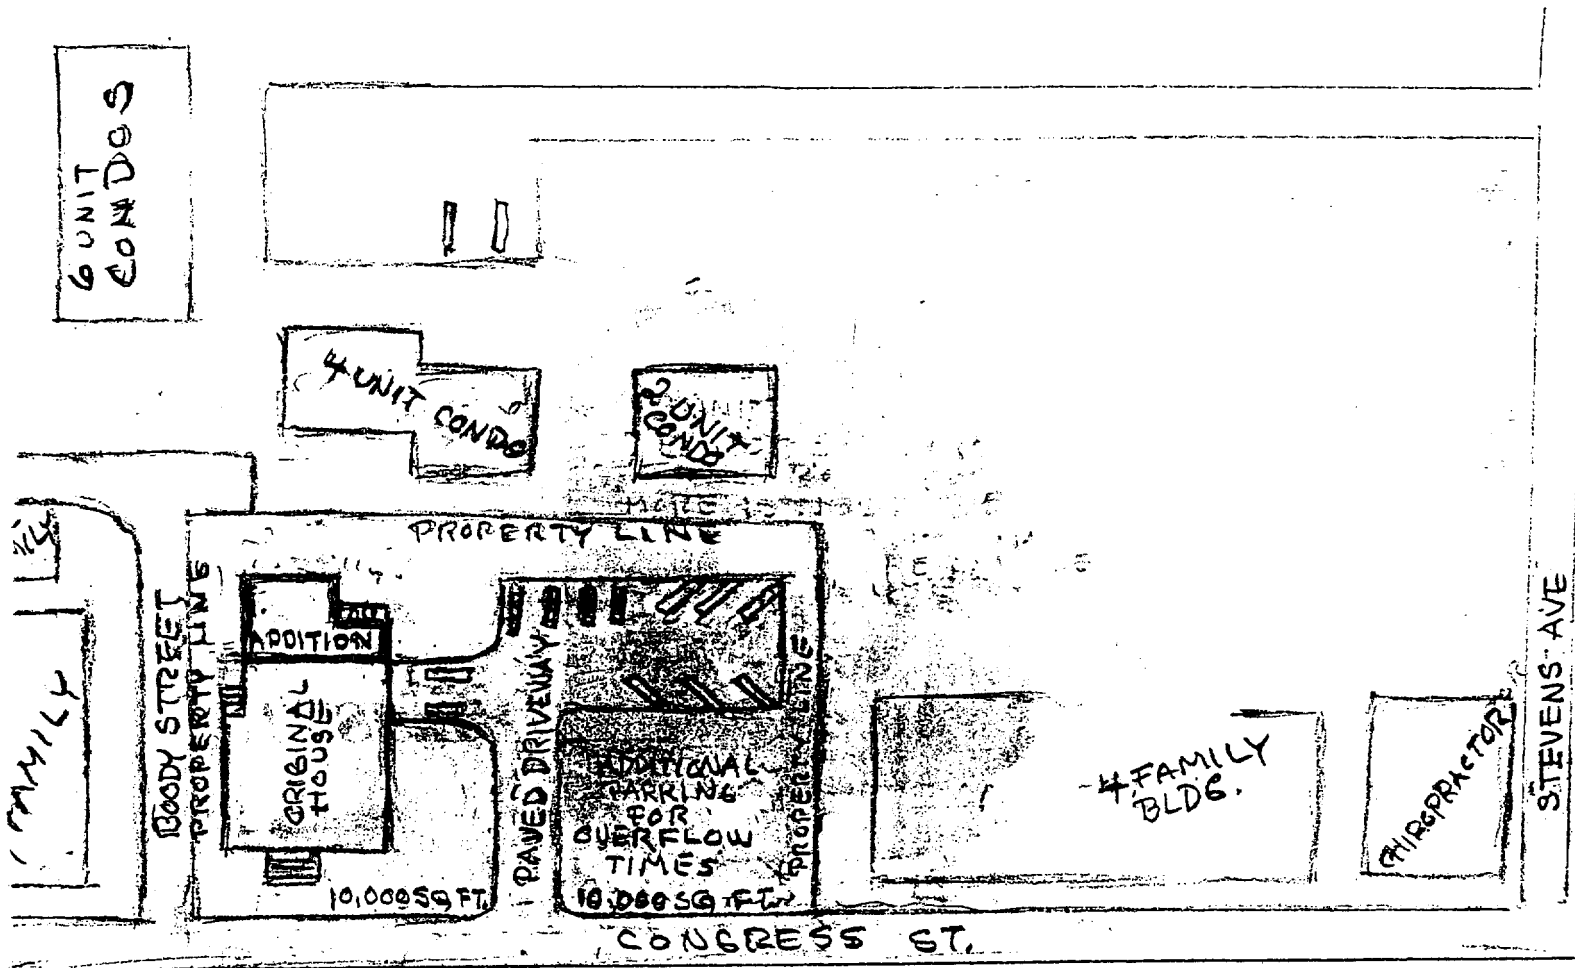 6 UNIT
CONDOS
4 UNIT CONDO
2 UNIT
CONDO
MORE
PROPERTY LINE
BOODY STREET
PROPERTY LINE
ADDITION
ORIGINAL
HOUSE
PAVED DRIVEWAY
ADDITIONAL
PARKING
FOR
OVERFLOW
TIMES
PROPERTY LINE
10,000 SQ FT.
10,000 SQ FT.
FAMILY
4 FAMILY
BLDG.
CHIROPRACTOR
STEVENS AVE
CONGRESS ST.